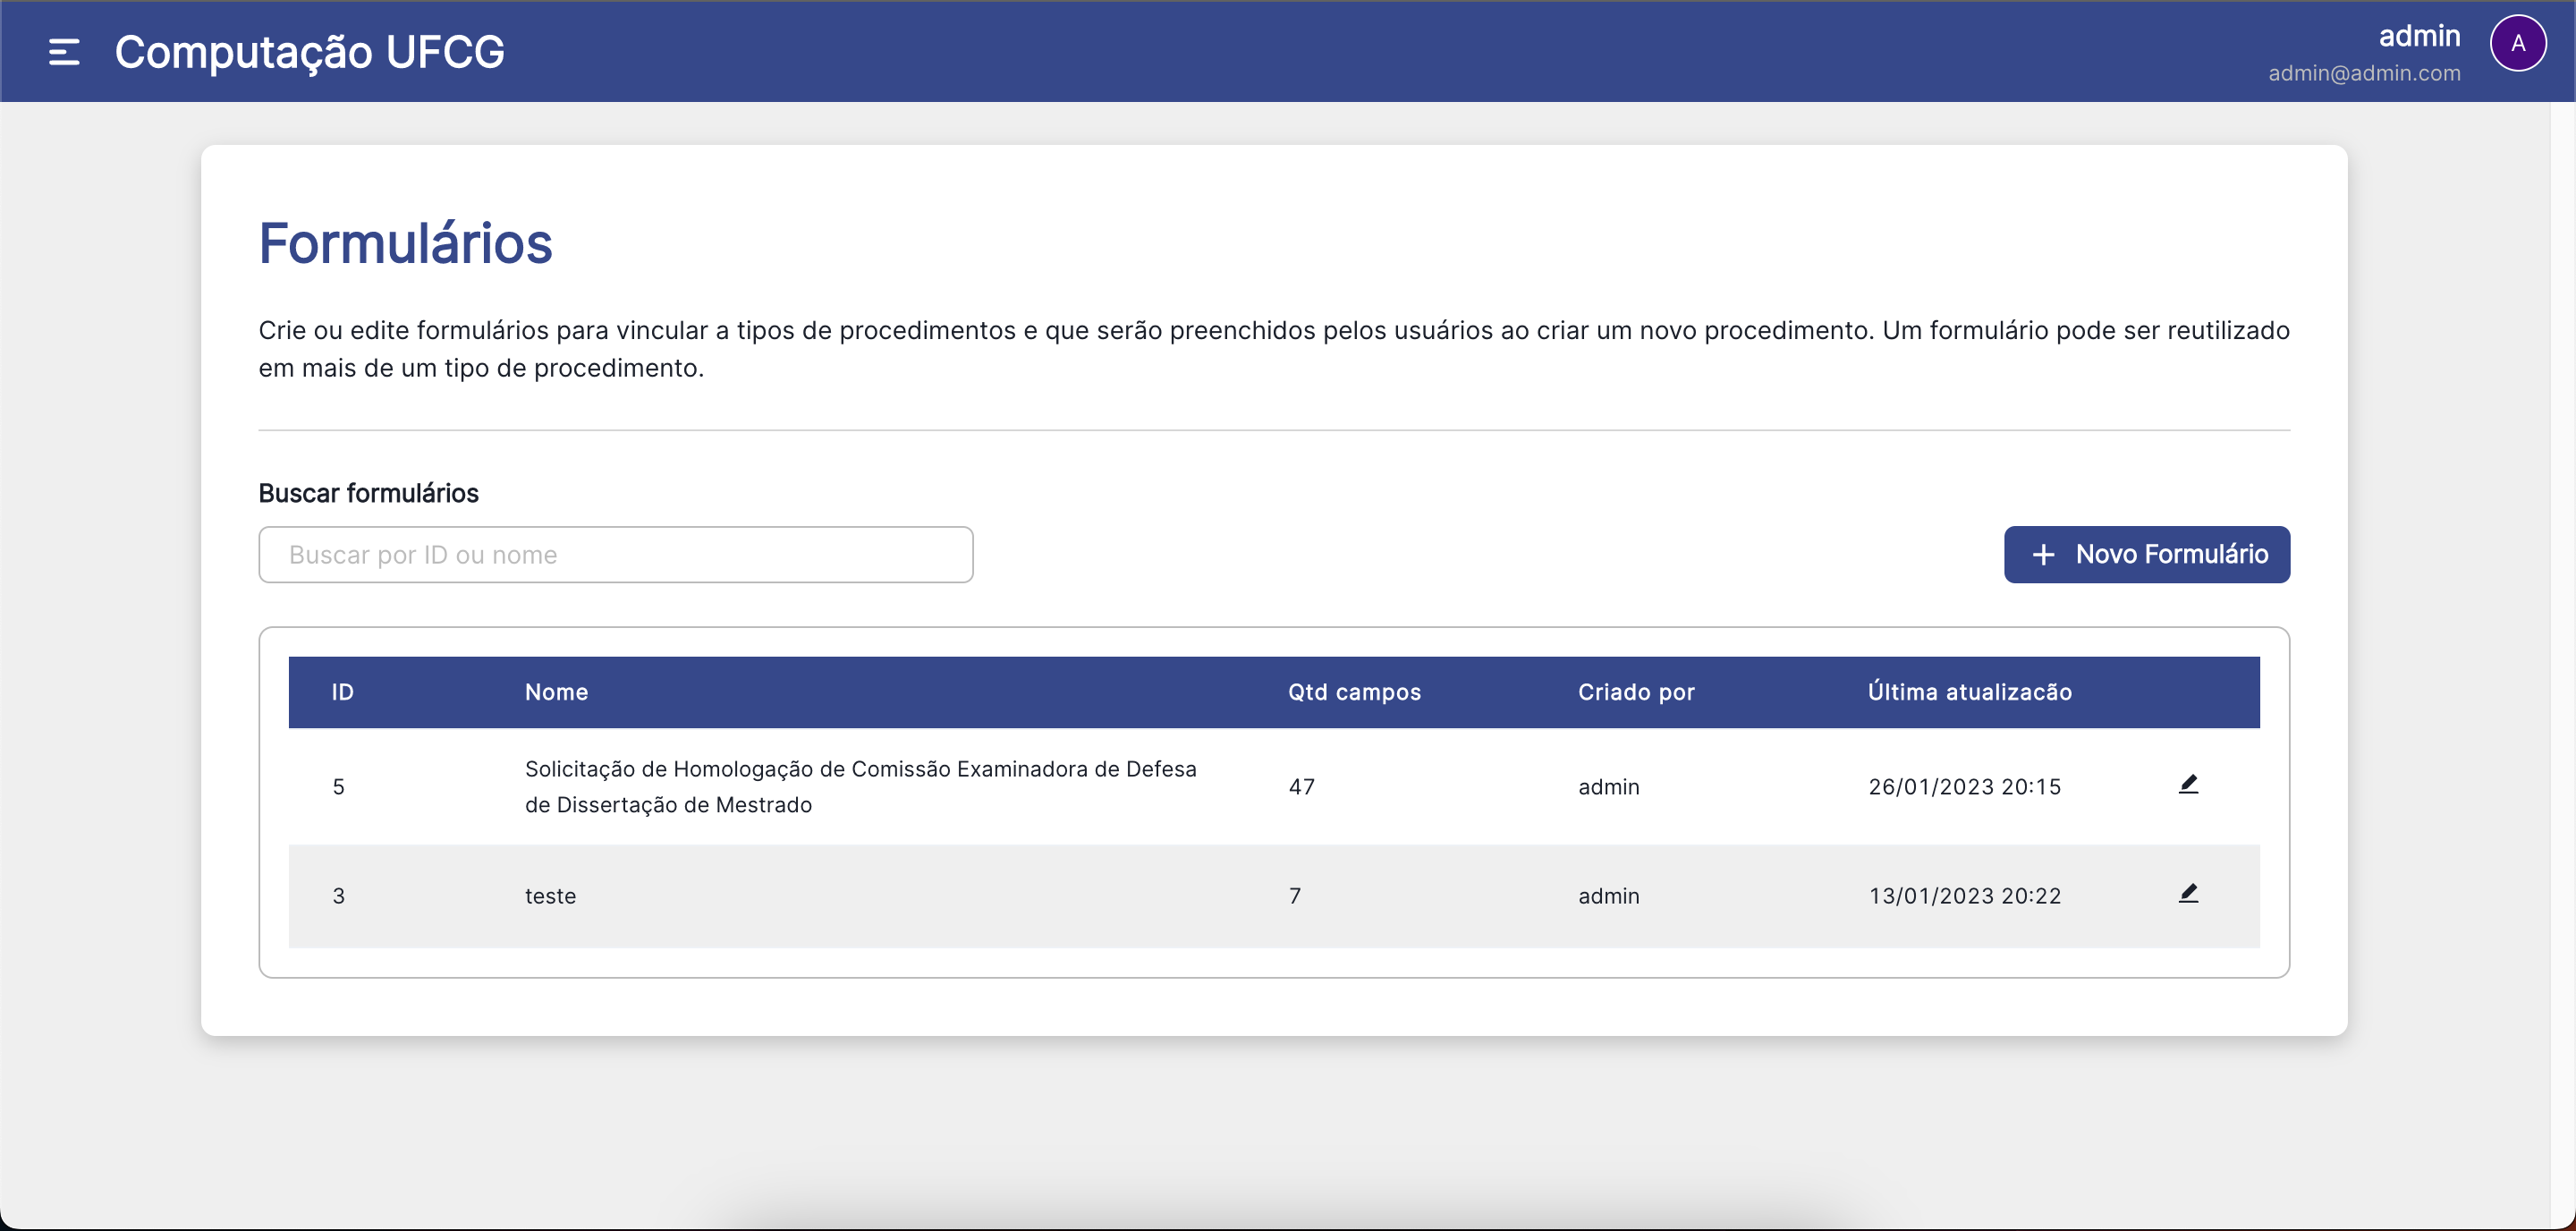 Computação UFCG
admin
admin@admin.com
A
Formulários
Crie ou edite formulários para vincular a tipos de procedimentos e que serão preenchidos pelos usuários ao criar um novo procedimento. Um formulário pode ser reutilizado
em mais de um tipo de procedimento.
Buscar formulários
Buscar por ID ou nome
Novo Formulário
ID Nome Qtd campos Criado por Última atualizacão
5 Solicitação de Homologação de Comissão Examinadora de Defesa
de Dissertação de Mestrado 47 admin 26/01/2023 20:15
3 teste 7 admin 13/01/2023 20:22